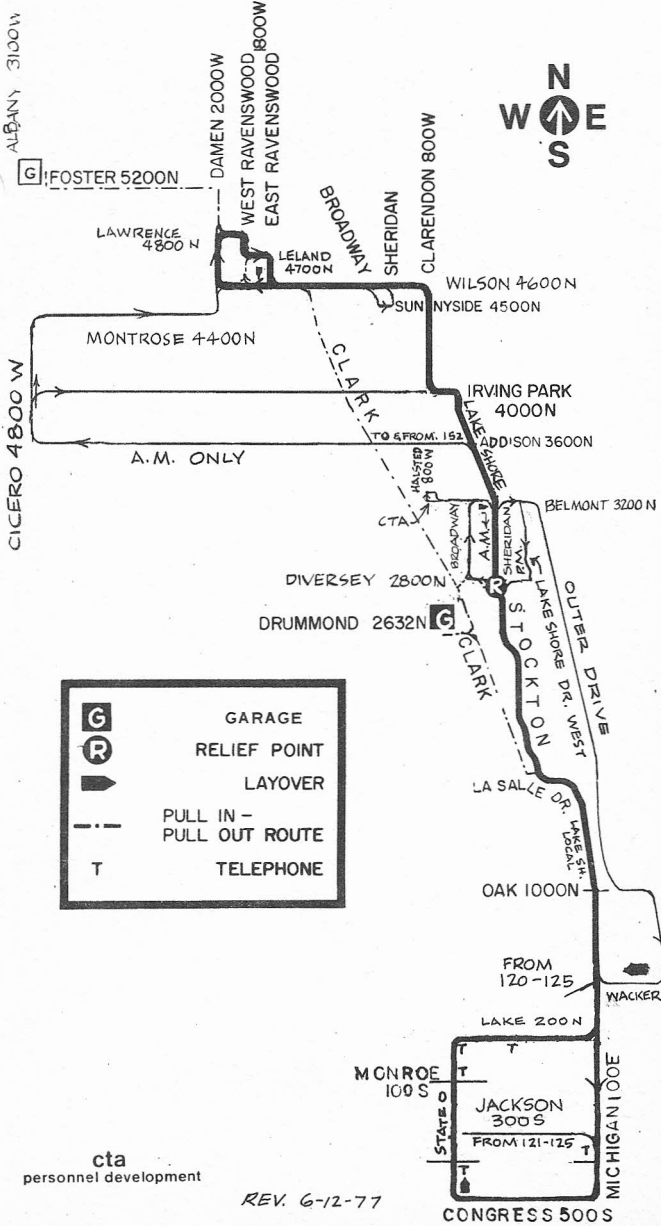 ALBANY 3100W
G
FOSTER 5200N
DAMEN 2000W
WEST RAVENSWOOD
1800W
EAST RAVENSWOOD
N
W E
S
LAWRENCE
4800 N
LELAND
4700N
BROADWAY
SHERIDAN
CLARENDON 800W
WILSON 4600N
SUNNYSIDE 4500N
MONTROSE 4400N
CICERO 4800 W
CLARK
IRVING PARK
4000N
LAKE SHORE
TO & FROM 152
ADDISON 3600N
A.M. ONLY
HALSTED
800W
BELMONT 3200N
CTA
BROADWAY
A.M.
SHERIDAN
P.M.
DIVERSEY 2800N
R
DRUMMOND 2632N
G
CLARK
STOCKTON
LAKE SHORE DR. WEST
OUTER DRIVE
G GARAGE
R RELIEF POINT
LAYOVER
PULL IN -
PULL OUT ROUTE
T TELEPHONE
LA SALLE DR.
LAKE SH.
LOCAL
OAK 1000N
FROM
120-125
WACKER
LAKE 200N
T T
T
MONROE
100 S
STATE 0
JACKSON
300S
FROM 121-125
T
T
MICHIGAN 100E
CONGRESS 500S
cta
personnel development
REV. 6-12-77